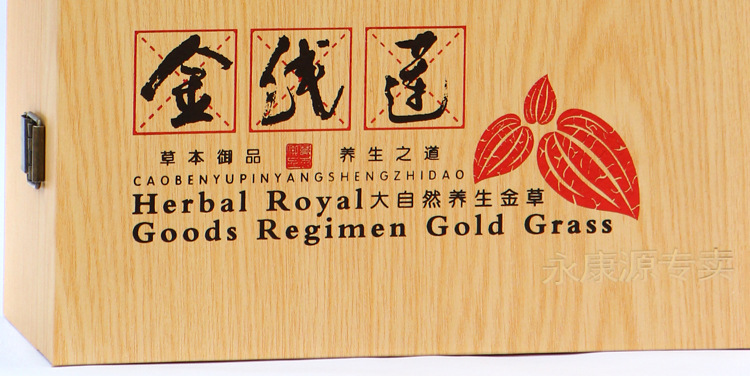 金线莲
草本御品 养生之道
CAOBENYUPINYANGSHENGZHIDAO
Herbal Royal大自然养生金草
Goods Regimen Gold Grass
永康源专卖